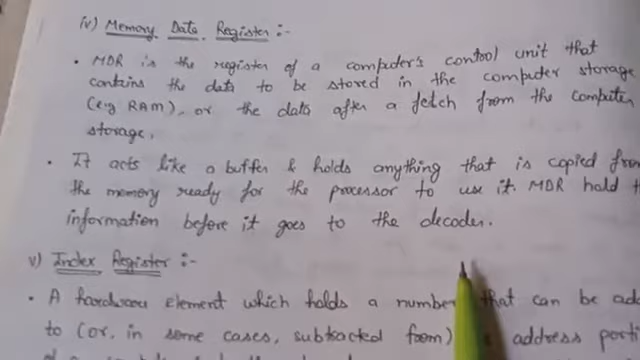 iv) Memory Data Register :-
• MDR is the register of a computer's control unit that
contains the data to be stored in the computer storage
(e.g RAM), or the data after a fetch from the computer
storage.
• It acts like a buffer & holds anything that is copied from
the memory ready for the processor to use it. MDR hold
information before it goes to the decoder.
v) Index Register :-
• A hardware element which holds a number that can be
to (or, in some cases, subtracted from) address